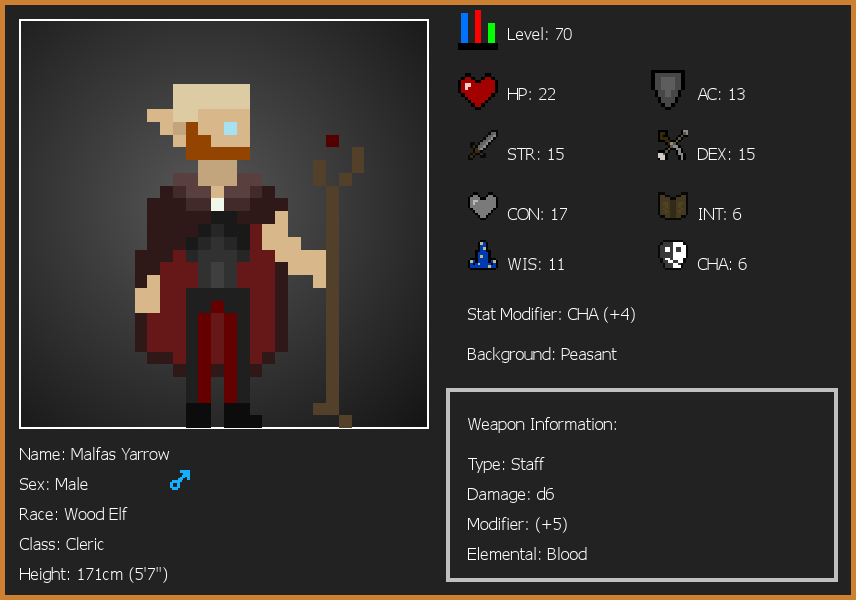 Level: 70
HP: 22
AC: 13
STR: 15
DEX: 15
CON: 17
INT: 6
WIS: 11
CHA: 6
Stat Modifier: CHA (+4)
Background: Peasant
Weapon Information:
Type: Staff
Damage: d6
Modifier: (+5)
Elemental: Blood
Name: Malfas Yarrow
Sex: Male
Race: Wood Elf
Class: Cleric
Height: 171cm (5'7")